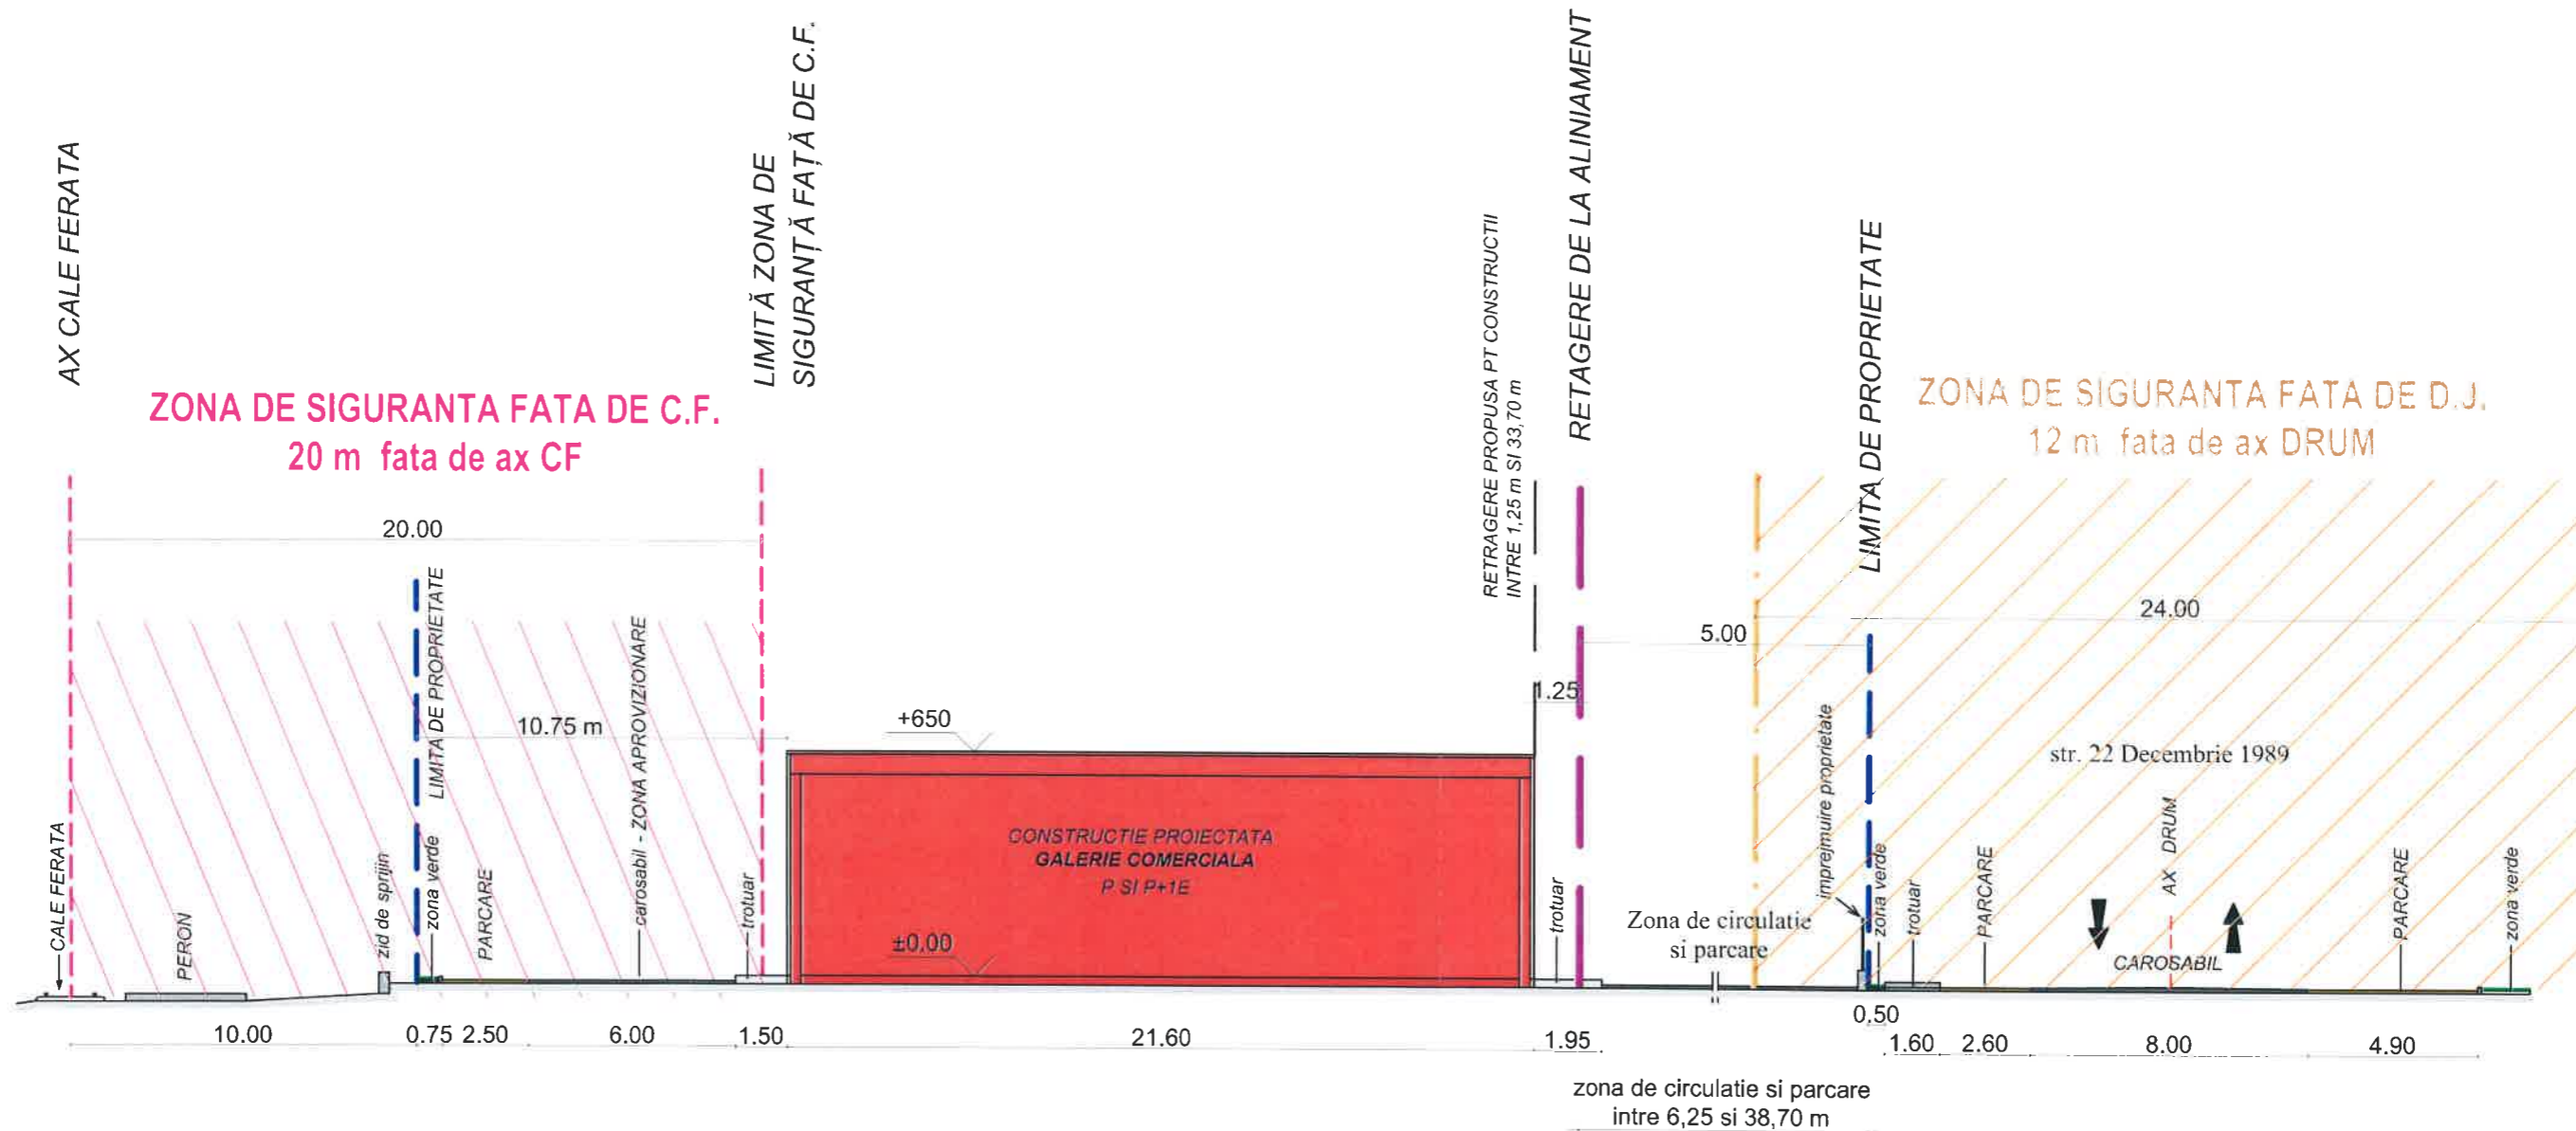 AX CALE FERATA
LIMITĂ ZONA DE
SIGURANȚĂ FAȚĂ DE C.F.
RETRAGERE PROPUSA PT CONSTRUCTII
INTRE 1,25 m SI 33,70 m
RETAGERE DE LA ALINIAMENT
LIMITA DE PROPRIETATE
ZONA DE SIGURANTA FATA DE C.F.
20 m fata de ax CF
ZONA DE SIGURANTA FATA DE D.J.
12 m fata de ax DRUM
20.00
24.00
5.00
1.25
LIMITA DE PROPRIETATE
10.75 m
carosabil - ZONA APROVIZIONARE
+650
str. 22 Decembrie 1989
CONSTRUCTIE PROIECTATA
GALERIE COMERCIALA
P SI P+1E
±0,00
CALE FERATA
PERON
zid de sprijin
zona verde
PARCARE
trotuar
trotuar
Zona de circulatie
si parcare
imprejmuire proprietate
zona verde
trotuar
PARCARE
AX DRUM
CAROSABIL
PARCARE
zona verde
10.00
0.75
2.50
6.00
1.50
21.60
1.95
0.50
1.60
2.60
8.00
4.90
zona de circulatie si parcare
intre 6,25 si 38,70 m